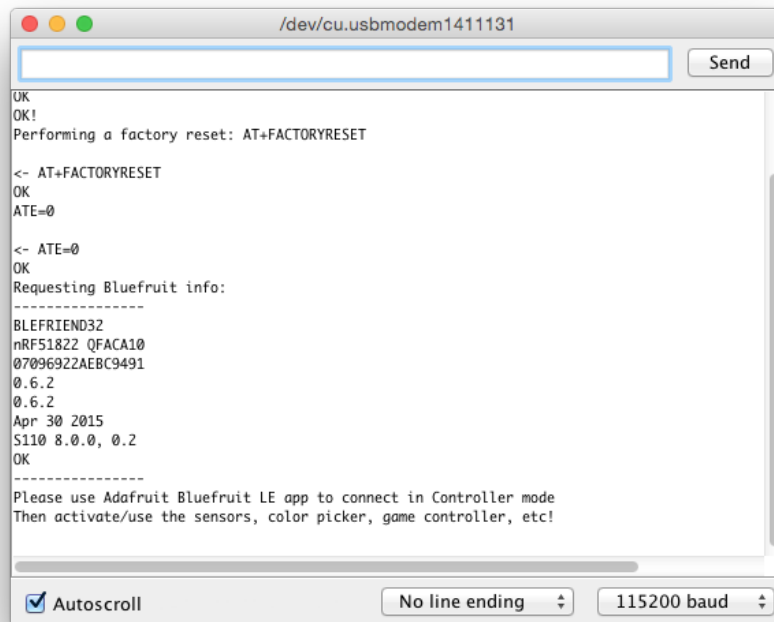 /dev/cu.usbmodem1411131
Send
OK
OK!
Performing a factory reset: AT+FACTORYRESET
<- AT+FACTORYRESET
OK
ATE=0
<- ATE=0
OK
Requesting Bluefruit info:
----------------
BLEFRIEND32
nRF51822 QFACA10
07096922AEBC9491
0.6.2
0.6.2
Apr 30 2015
S110 8.0.0, 0.2
OK
----------------
Please use Adafruit Bluefruit LE app to connect in Controller mode
Then activate/use the sensors, color picker, game controller, etc!
Autoscroll
No line ending
115200 baud